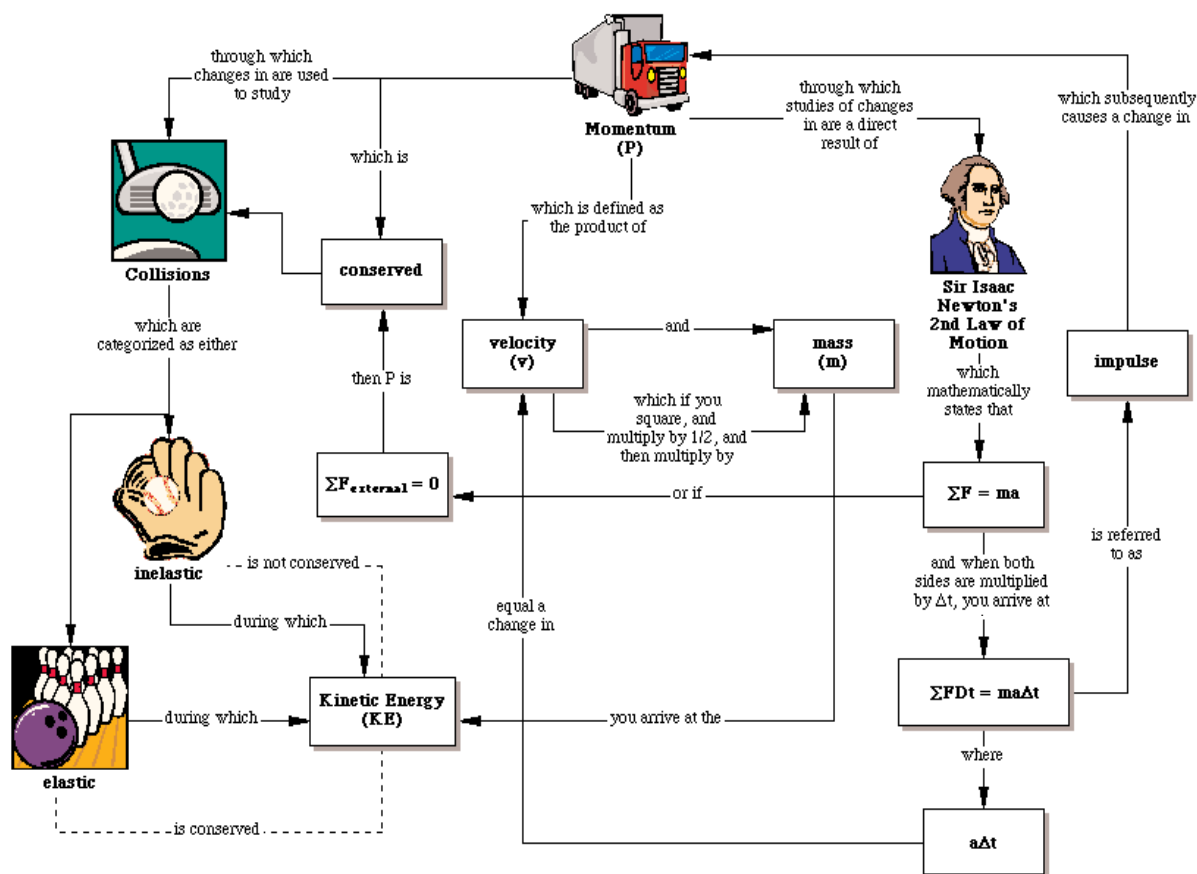 through which
changes in are used
to study
Momentum
(P)
through which
studies of changes
in are a direct
result of
which subsequently
causes a change in
which is
which is defined as
the product of
Collisions
conserved
Sir Isaac
Newton's
2nd Law of
Motion
which are
categorized as either
velocity
(v)
and
mass
(m)
impulse
then P is
which if you
square, and
multiply by 1/2, and
then multiply by
which
mathematically
states that
ΣFexternal = 0
or if
ΣF = ma
inelastic
is not conserved
is referred
to as
and when both
sides are multiplied
by Δt, you arrive at
equal a
change in
during which
Kinetic Energy
(KE)
during which
you arrive at the
ΣFDt = maΔt
elastic
where
is conserved
aΔt